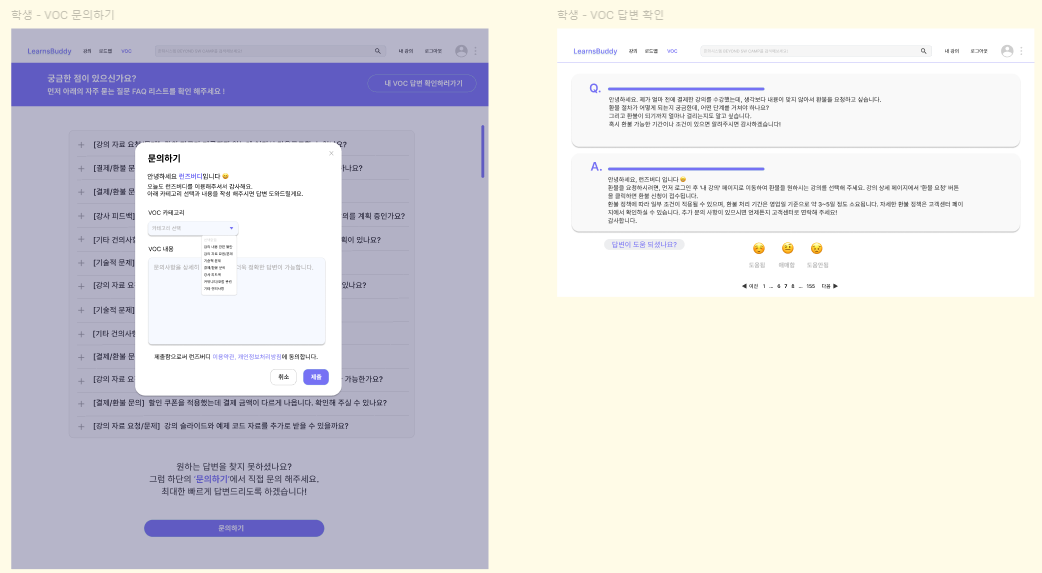 학생 - VOC 문의하기
LearnsBuddy 강의 로드맵 VOC
내 강의 로그아웃
궁금한 점이 있으신가요?
먼저 아래의 자주 묻는 질문 FAQ 리스트를 확인 해주세요 !
내 VOC 답변 확인하러가기
[강의 자료 요청/문제]
[결제/환불 문
[결제/환불 문
[강사 피드백]
의를 계획 중인가요?
[기타 건의사
획이 있나요?
[기술적 문제]
[강의 자료 요
있나요?
[기술적 문제]
[기타 건의사항
[결제/환불 문
[강의 자료 요
가능한가요?
[결제/환불 문의] 할인 쿠폰을 적용했는데 결제 금액이 다르게 나옵니다. 확인해 주실 수 있나요?
[강의 자료 요청/문제] 강의 슬라이드와 예제 코드 자료를 추가로 받을 수 있을까요?
문의하기
안녕하세요 런즈버디입니다 😀
오늘도 런즈버디를 이용해주셔서 감사해요.
아래 카테고리 선택과 내용을 작성 해주시면 답변 도와드릴게요.
VOC 카테고리
카테고리 선택
강의 자료 요청/문제
기술적 문제
결제/환불 문의
강사 피드백
기타 건의사항
VOC 내용
문의사항을 상세히
정확한 답변이 가능합니다.
제출함으로써 런즈버디 이용약관, 개인정보처리방침에 동의합니다.
취소 제출
원하는 답변을 찾지 못하셨나요?
그럼 하단의 '문의하기'에서 직접 문의 해주세요.
최대한 빠르게 답변드리도록 하겠습니다!
문의하기
학생 - VOC 답변 확인
LearnsBuddy 강의 로드맵 VOC
내 강의 로그아웃
Q.
안녕하세요, 제가 얼마 전에 결제한 강의를 수강했는데, 생각보다 내용이 맞지 않아서 환불을 요청하고 싶습니다.
환불 절차가 어떻게 되는지 궁금한데, 어떤 단계를 거쳐야 하나요?
그리고 환불이 되기까지 얼마나 걸리는지도 알고 싶습니다.
혹시 환불 가능한 기간이나 조건이 있으면 알려주시면 감사하겠습니다!
A.
안녕하세요, 런즈버디 입니다 😀
환불을 요청하시려면, 먼저 로그인 후 '내 강의' 페이지로 이동하여 환불을 원하시는 강의를 선택해 주세요. 강의 상세 페이지에서 '환불 요청' 버튼
을 클릭하면 환불 신청이 접수됩니다.
환불 정책에 따라 일부 조건이 적용될 수 있으며, 환불 처리 기간은 영업일 기준으로 약 3~5일 정도 소요됩니다. 자세한 환불 정책은 고객센터 페이
지에서 확인하실 수 있습니다. 추가 문의 사항이 있으시면 언제든지 고객센터로 연락해 주세요!
감사합니다.
답변이 도움 되셨나요?
도움됨 애매함 도움안됨
◀ 이전 1 ... 6 7 8 ... 155 다음 ▶